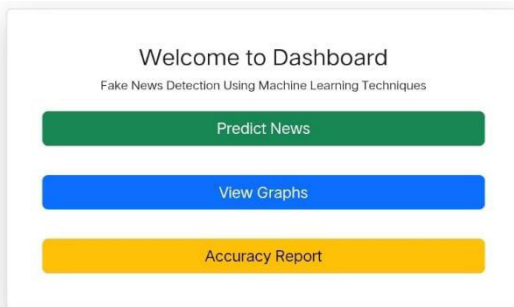 Welcome to Dashboard
Fake News Detection Using Machine Learning Techniques
Predict News
View Graphs
Accuracy Report